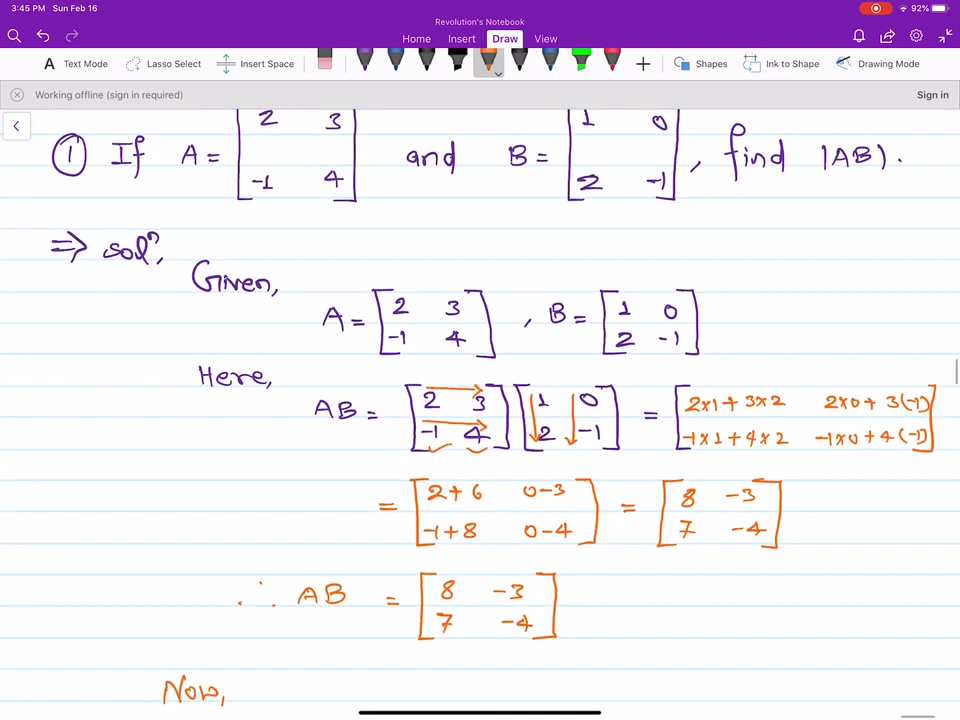 3:45 PM Sun Feb 16
92%
Revolution's Notebook
Home Insert Draw View
Text Mode Lasso Select Insert Space Shapes Ink to Shape Drawing Mode
Working offline (sign in required) Sign in
① If A = [2 3; -1 4] and B = [1 0; 2 -1], find |AB|.
⇒ solⁿ,
Given,
A = [2 3; -1 4], B = [1 0; 2 -1]
Here,
AB = [2 3; -1 4] [1 0; 2 -1] = [2×1+3×2 2×0+3(-1); -1×1+4×2 -1×0+4(-1)]
= [2+6 0-3; -1+8 0-4] = [8 -3; 7 -4]
∴ AB = [8 -3; 7 -4]
Now,